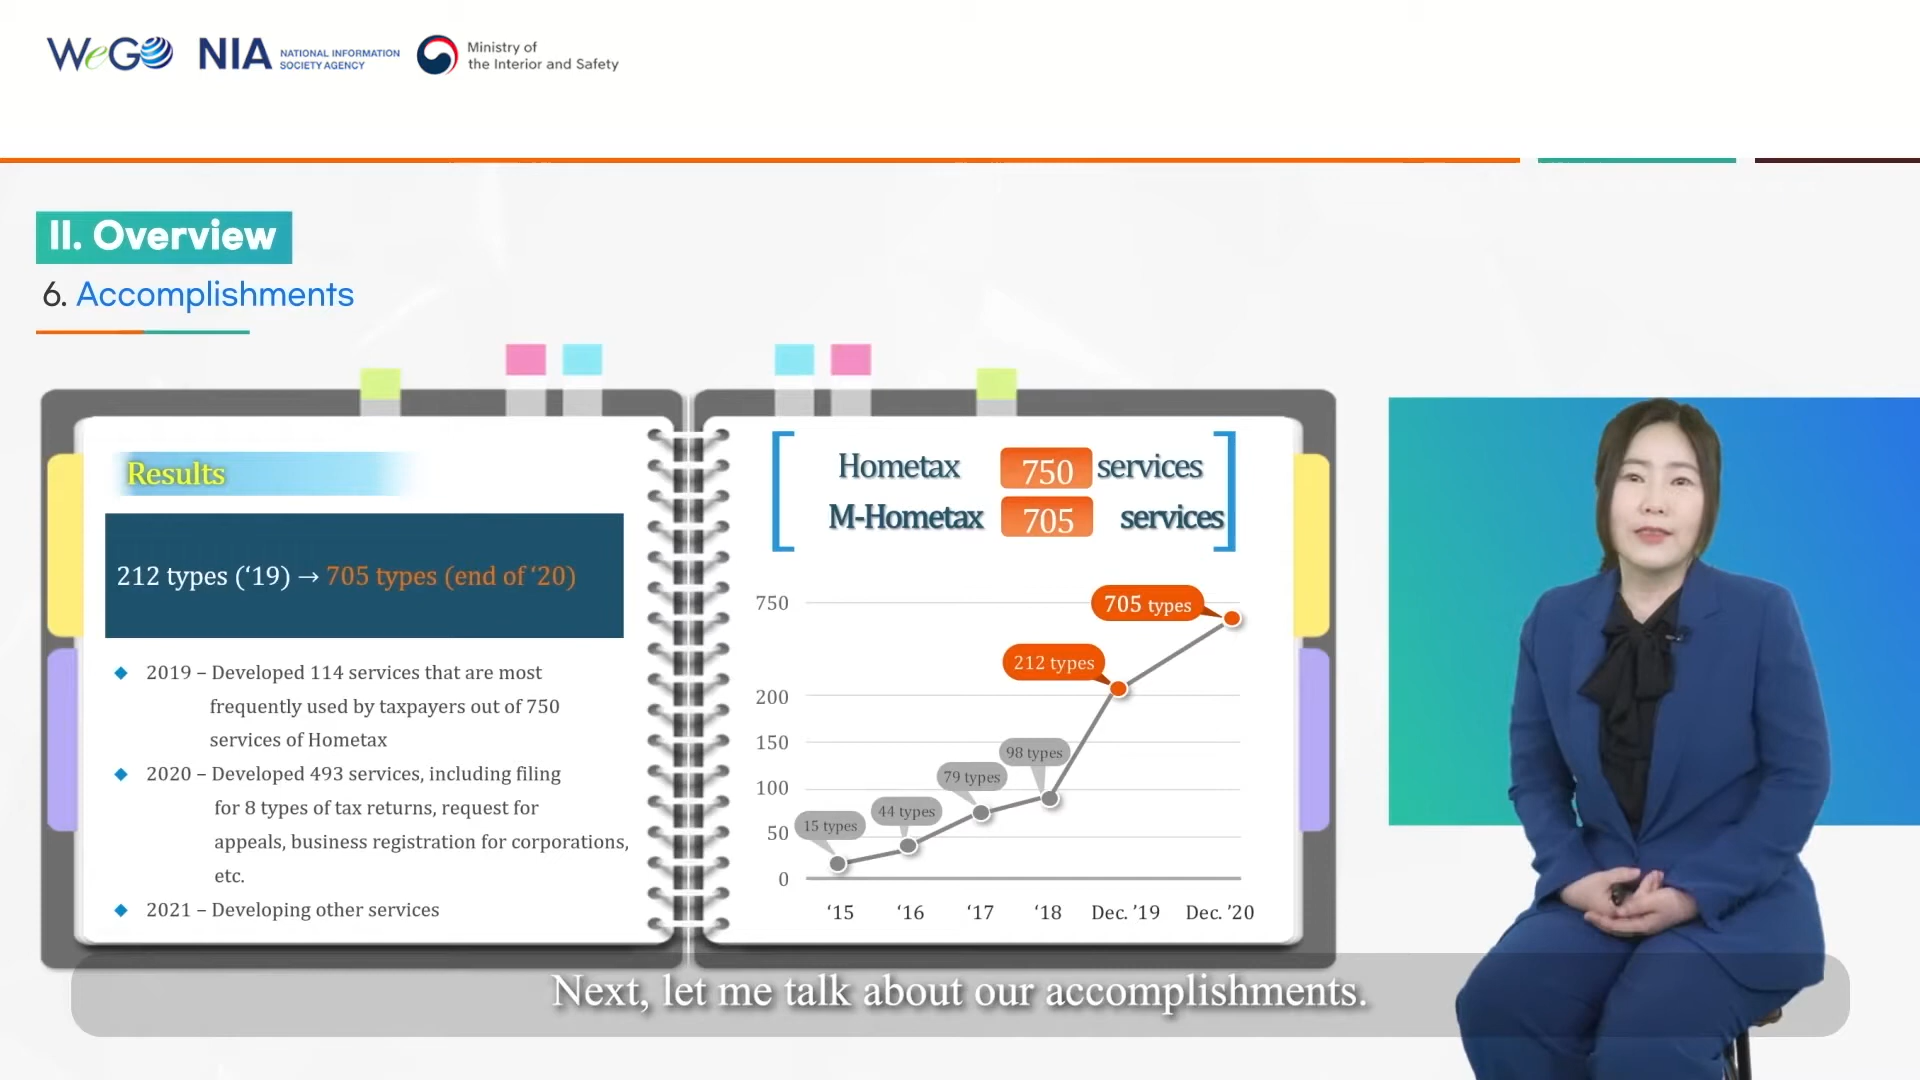 WeGO NIA NATIONAL INFORMATION SOCIETY AGENCY
Ministry of
the Interior and Safety
II. Overview
6. Accomplishments
Results
212 types (‘19) → 705 types (end of ‘20)
2019 – Developed 114 services that are most
frequently used by taxpayers out of 750
services of Hometax
2020 – Developed 493 services, including filing
for 8 types of tax returns, request for
appeals, business registration for corporations,
etc.
2021 – Developing other services
Hometax 750 services
M-Hometax 705 services
750
200
150
100
50
0
15 types
44 types
79 types
98 types
212 types
705 types
‘15 ‘16 ‘17 ‘18 Dec. ’19 Dec. ’20
Next, let me talk about our accomplishments.